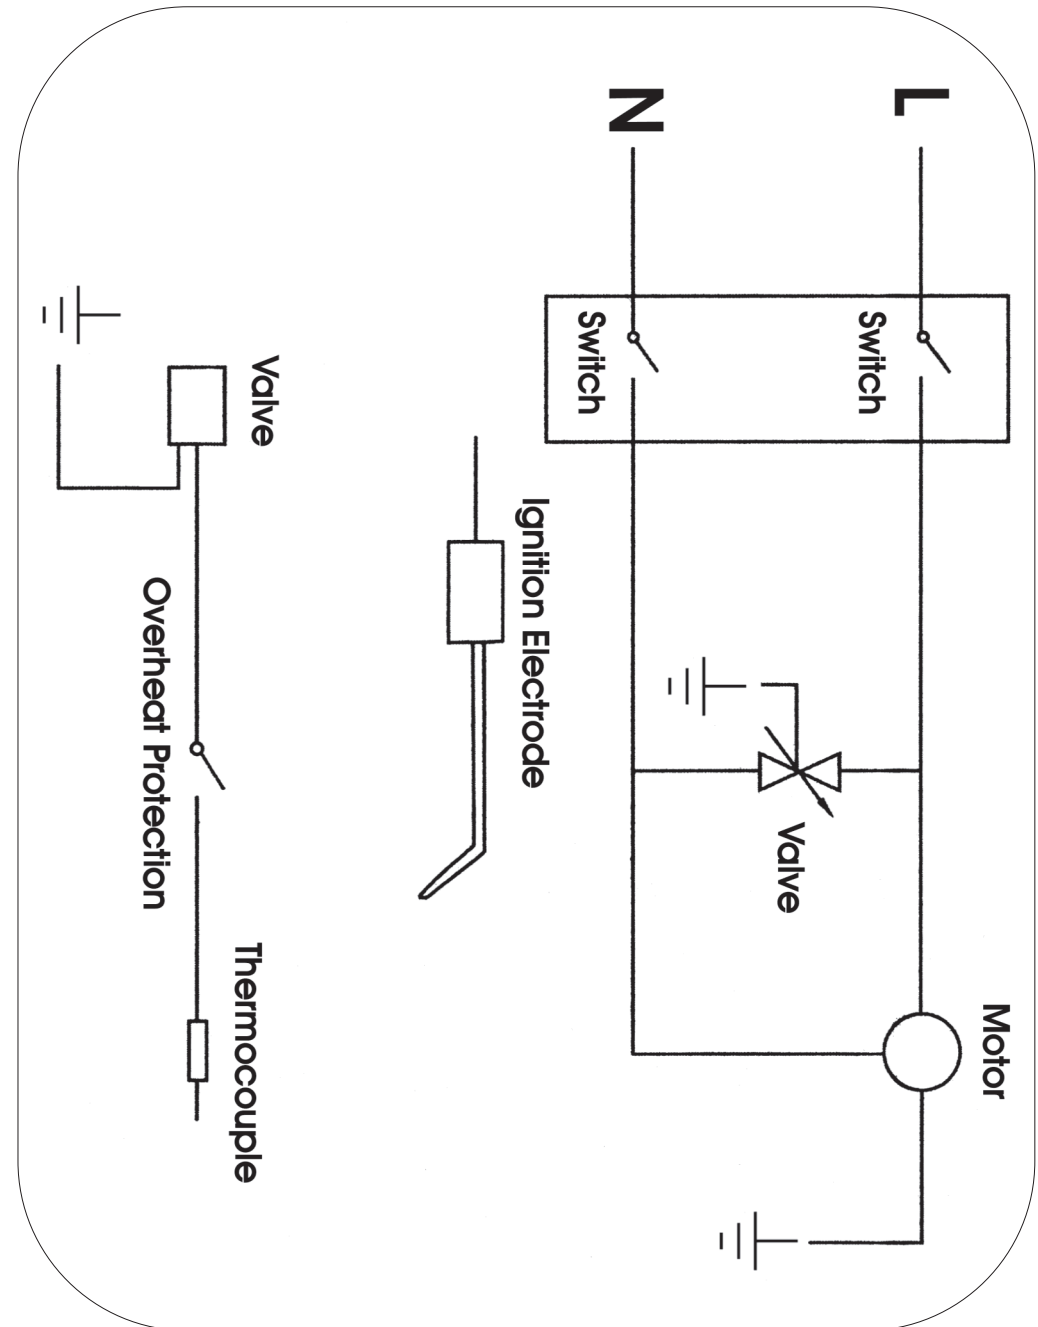 L
Switch
Motor
Valve
N
Switch
Ignition Electrode
Valve
Thermocouple
Overheat Protection